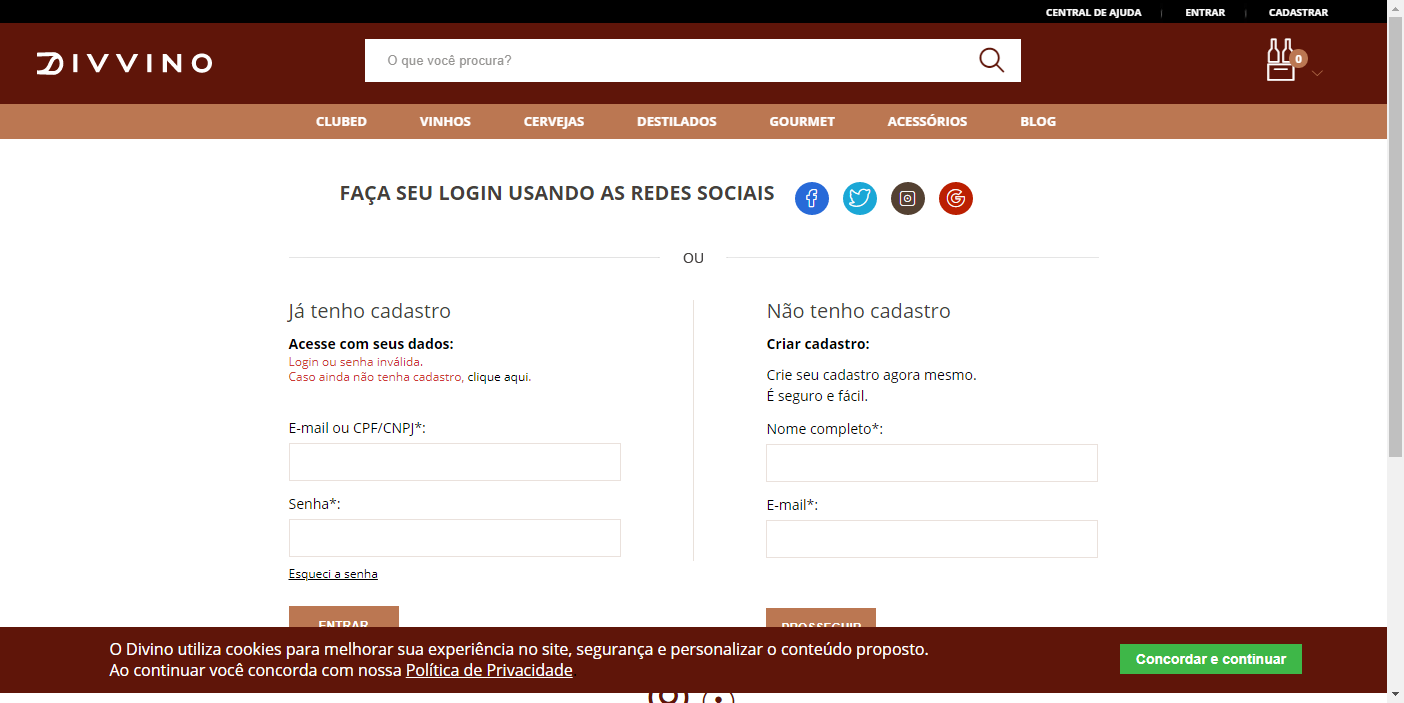 CENTRAL DE AJUDA | ENTRAR | CADASTRAR
DIVVINO
O que você procura?
0
CLUBED VINHOS CERVEJAS DESTILADOS GOURMET ACESSÓRIOS BLOG
FAÇA SEU LOGIN USANDO AS REDES SOCIAIS
OU
Já tenho cadastro
Acesse com seus dados:
Login ou senha inválida.
Caso ainda não tenha cadastro, clique aqui.
E-mail ou CPF/CNPJ*:
Senha*:
Esqueci a senha
ENTRAR
Não tenho cadastro
Criar cadastro:
Crie seu cadastro agora mesmo.
É seguro e fácil.
Nome completo*:
E-mail*:
PROSSEGUIR
O Divino utiliza cookies para melhorar sua experiência no site, segurança e personalizar o conteúdo proposto.
Ao continuar você concorda com nossa Política de Privacidade
Concordar e continuar